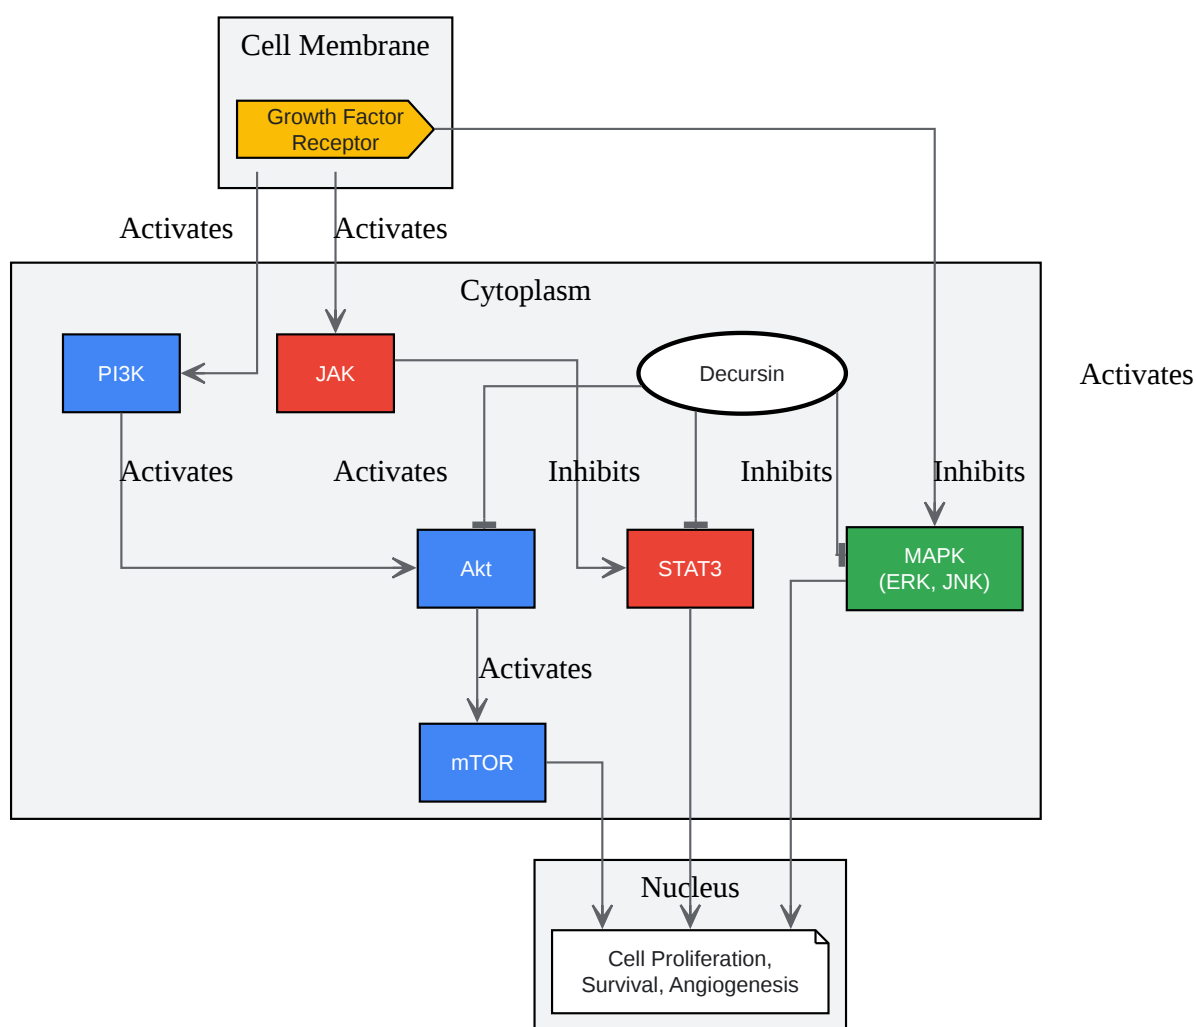 Cell Membrane
Growth Factor
Receptor
Activates
Activates
Cytoplasm
PI3K
JAK
Decursin
Activates
Activates
Activates
Inhibits
Inhibits
Inhibits
Akt
STAT3
MAPK
(ERK, JNK)
Activates
mTOR
Nucleus
Cell Proliferation,
Survival, Angiogenesis